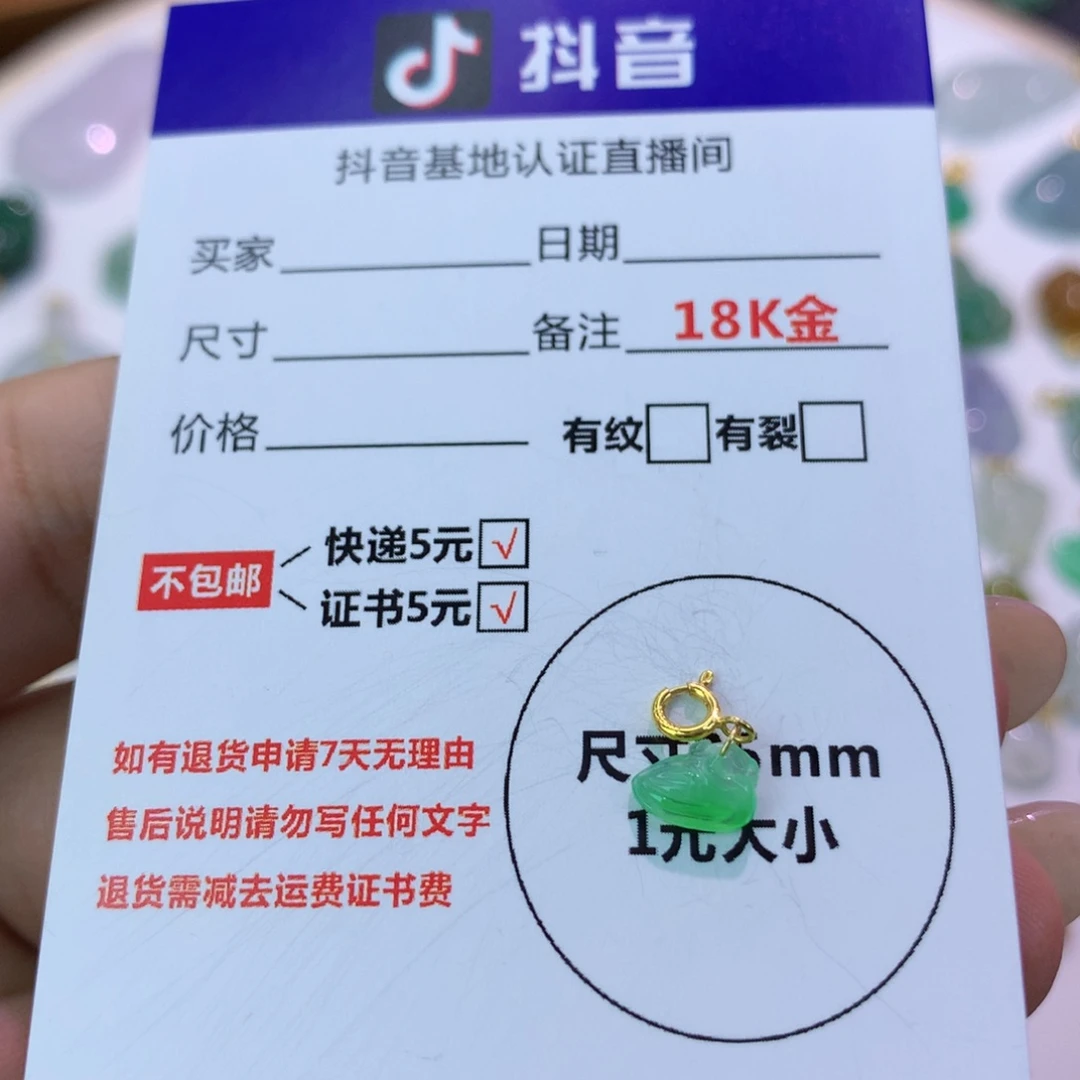 抖音
抖音基地认证直播间
买家 日期
尺寸 备注 18K金
价格 有纹 有裂
不包邮
快递5元 √
证书5元 √
如有退货申请7天无理由
售后说明请勿写任何文字
退货需减去运费证书费
尺寸 5mm
1元大小